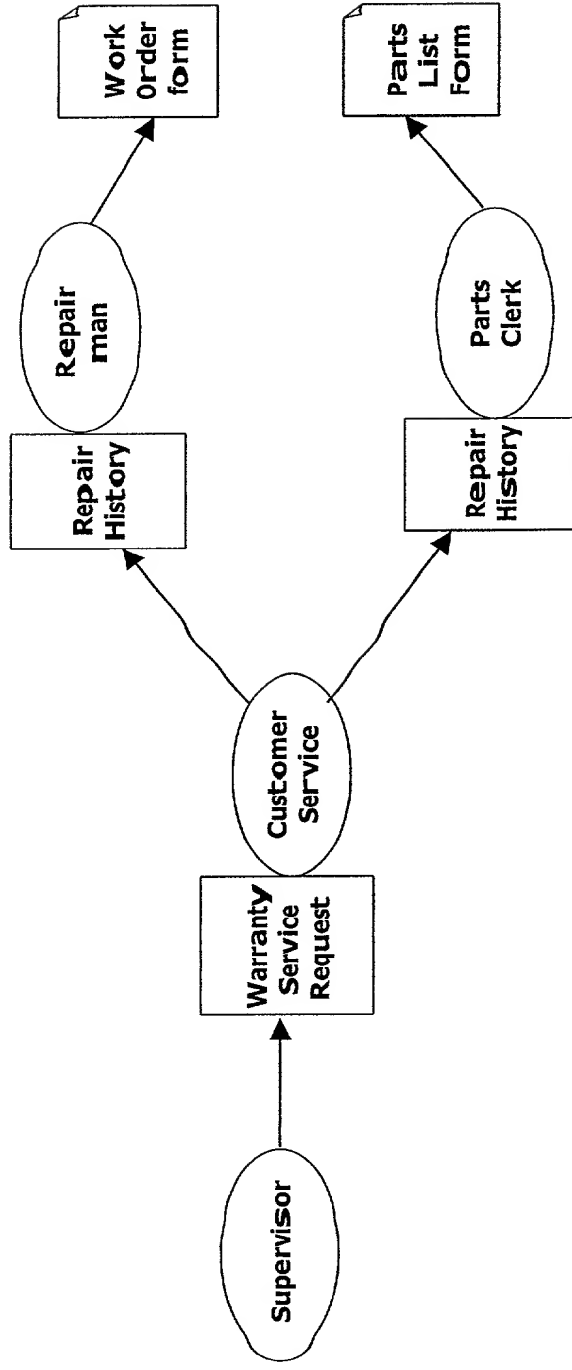 Supervisor
Warranty
Service
Request
Customer
Service
Repair
History
Repair
man
Work
Order
form
Repair
History
Parts
Clerk
Parts
List
Form